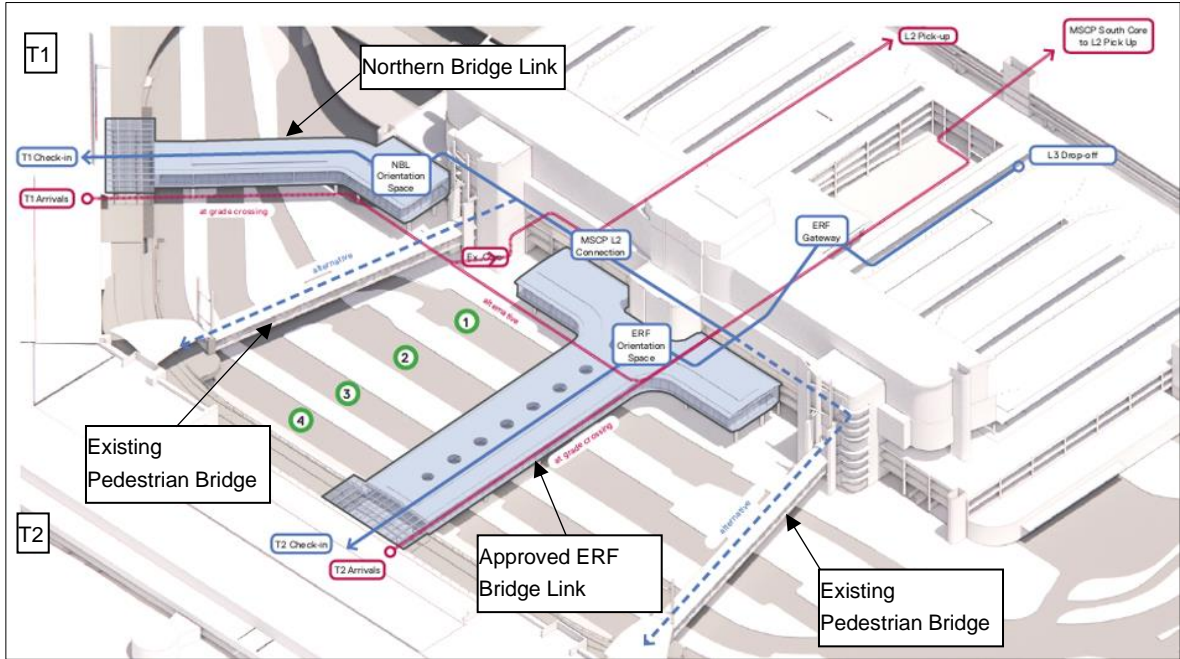 T1
Northern Bridge Link
L2 Pick-up
MSCP South Core
to L2 Pick Up
T1 Check-in
NBL
Orientation
Space
L3 Drop-off
T1 Arrivals
at grade crossing
MSCP L2
Connection
ERF
Gateway
Ex. Core
alternative
alternative
1
2
3
4
ERF
Orientation
Space
Existing
Pedestrian Bridge
at grade crossing
alternative
T2
T2 Check-in
T2 Arrivals
Approved ERF
Bridge Link
Existing
Pedestrian Bridge